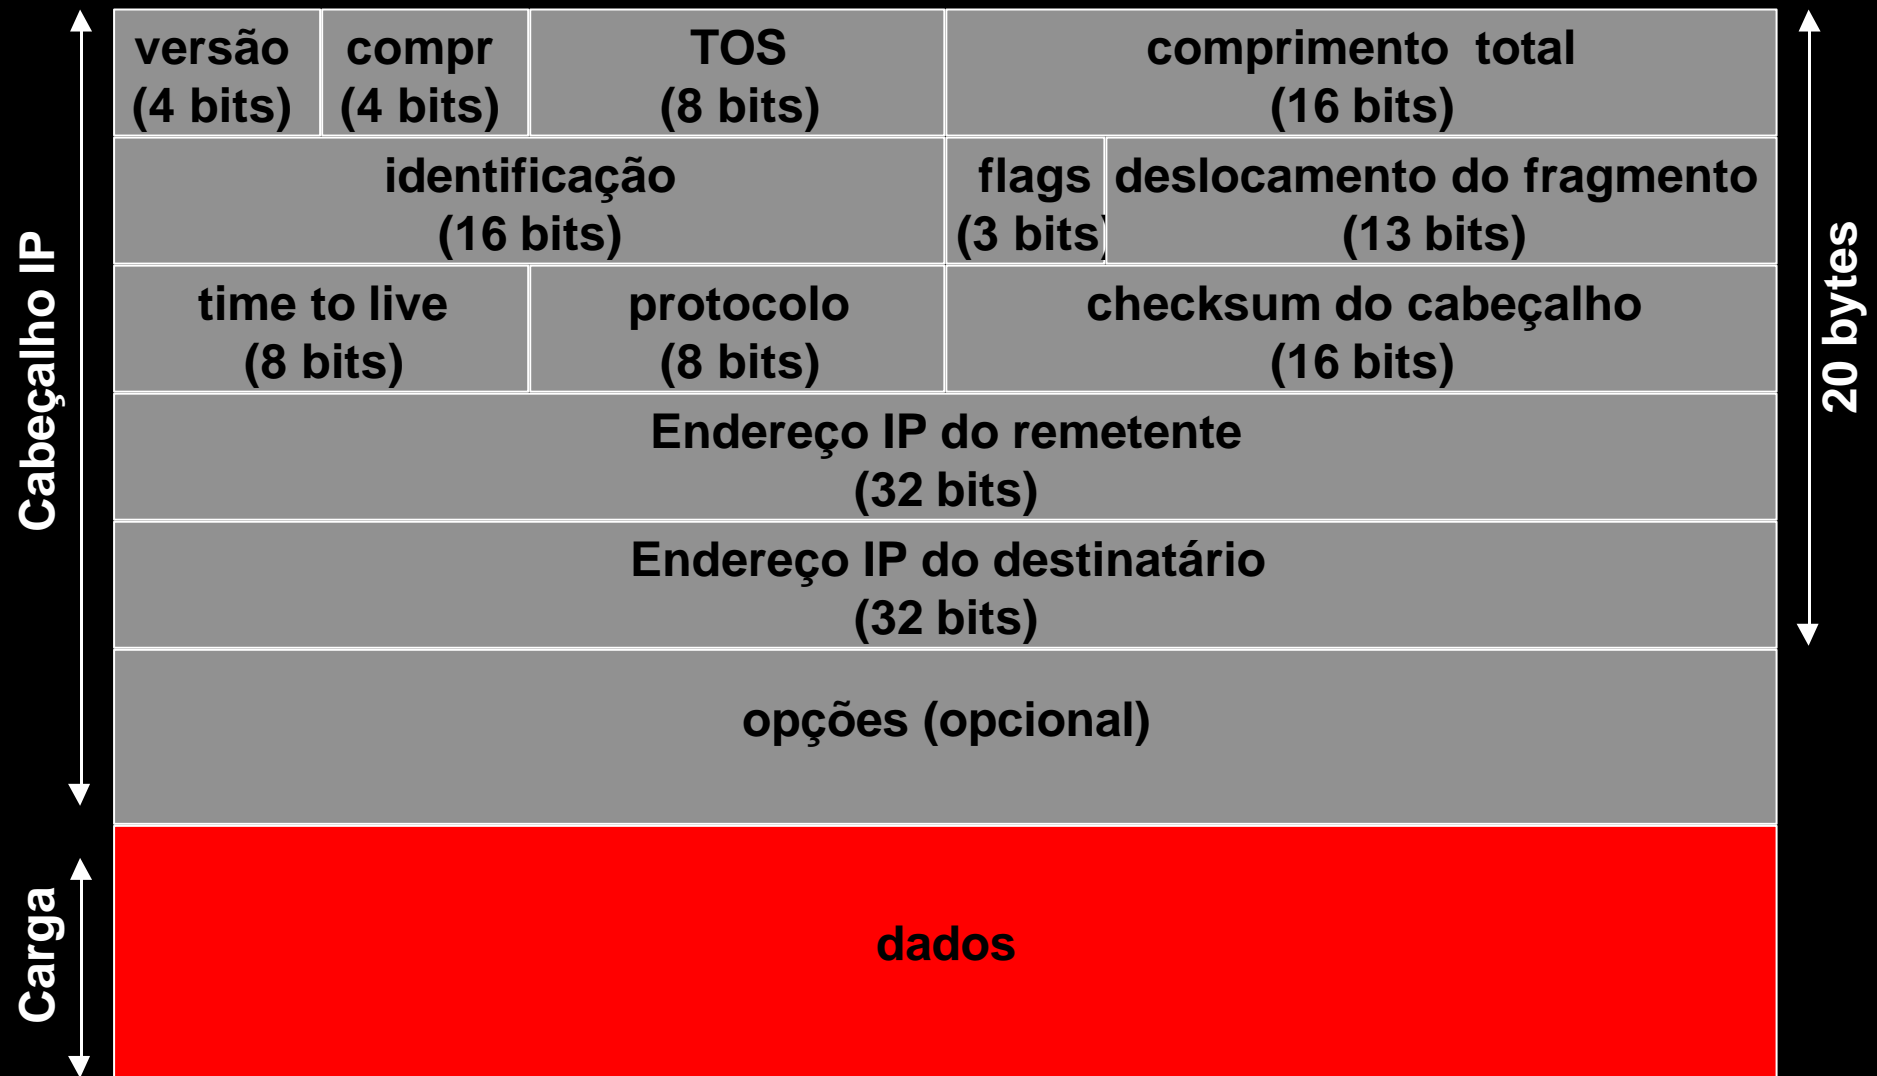 versão
(4 bits)
compr
(4 bits)
TOS
(8 bits)
comprimento total
(16 bits)
identificação
(16 bits)
flags
(3 bits)
deslocamento do fragmento
(13 bits)
time to live
(8 bits)
protocolo
(8 bits)
checksum do cabeçalho
(16 bits)
Endereço IP do remetente
(32 bits)
Endereço IP do destinatário
(32 bits)
opções (opcional)
dados
Cabeçalho IP
Carga
20 bytes